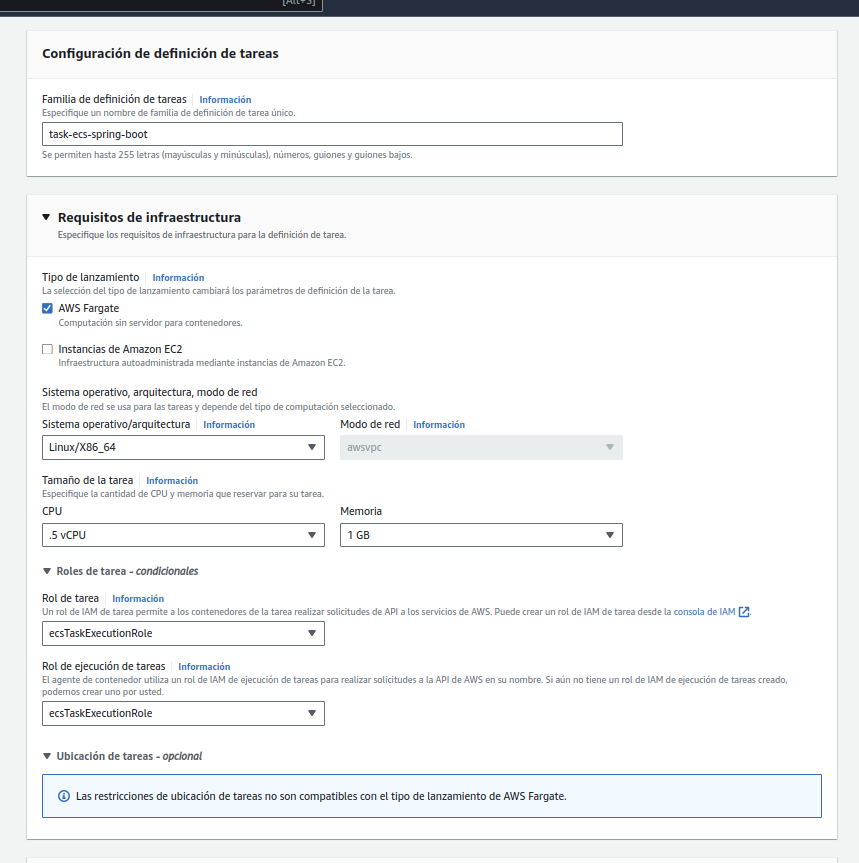 [Alt+S]
Configuración de definición de tareas
Familia de definición de tareas Información
Especifique un nombre de familia de definición de tarea único.
task-ecs-spring-boot
Se permiten hasta 255 letras (mayúsculas y minúsculas), números, guiones y guiones bajos.
Requisitos de infraestructura
Especifique los requisitos de infraestructura para la definición de tarea.
Tipo de lanzamiento Información
La selección del tipo de lanzamiento cambiará los parámetros de definición de la tarea.
AWS Fargate
Computación sin servidor para contenedores.
Instancias de Amazon EC2
Infraestructura autoadministrada mediante instancias de Amazon EC2.
Sistema operativo, arquitectura, modo de red
El modo de red se usa para las tareas y depende del tipo de computación seleccionado.
Sistema operativo/arquitectura Información Modo de red Información
Linux/X86_64 awsvpc
Tamaño de la tarea Información
Especifique la cantidad de CPU y memoria que reservar para su tarea.
CPU Memoria
.5 vCPU 1 GB
Roles de tarea - condicionales
Rol de tarea Información
Un rol de IAM de tarea permite a los contenedores de la tarea realizar solicitudes de API a los servicios de AWS. Puede crear un rol de IAM de tarea desde la consola de IAM.
ecsTaskExecutionRole
Rol de ejecución de tareas Información
El agente de contenedor utiliza un rol de IAM de ejecución de tareas para realizar solicitudes a la API de AWS en su nombre. Si aún no tiene un rol de IAM de ejecución de tareas creado,
podemos crear uno por usted.
ecsTaskExecutionRole
Ubicación de tareas - opcional
Las restricciones de ubicación de tareas no son compatibles con el tipo de lanzamiento de AWS Fargate.